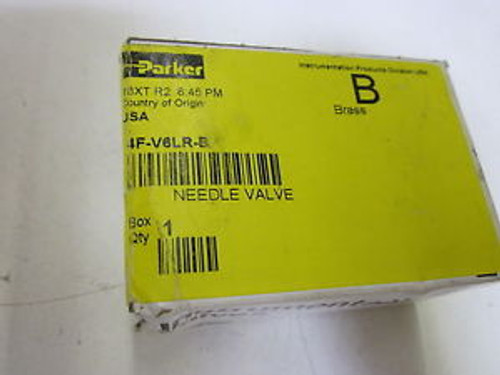 Parker
Instrumentation Products Division USA
R2 6:45 PM
Country of Origin
USA
B
Brass
4F-V6LR-B
NEEDLE VALVE
Box
Qty
1